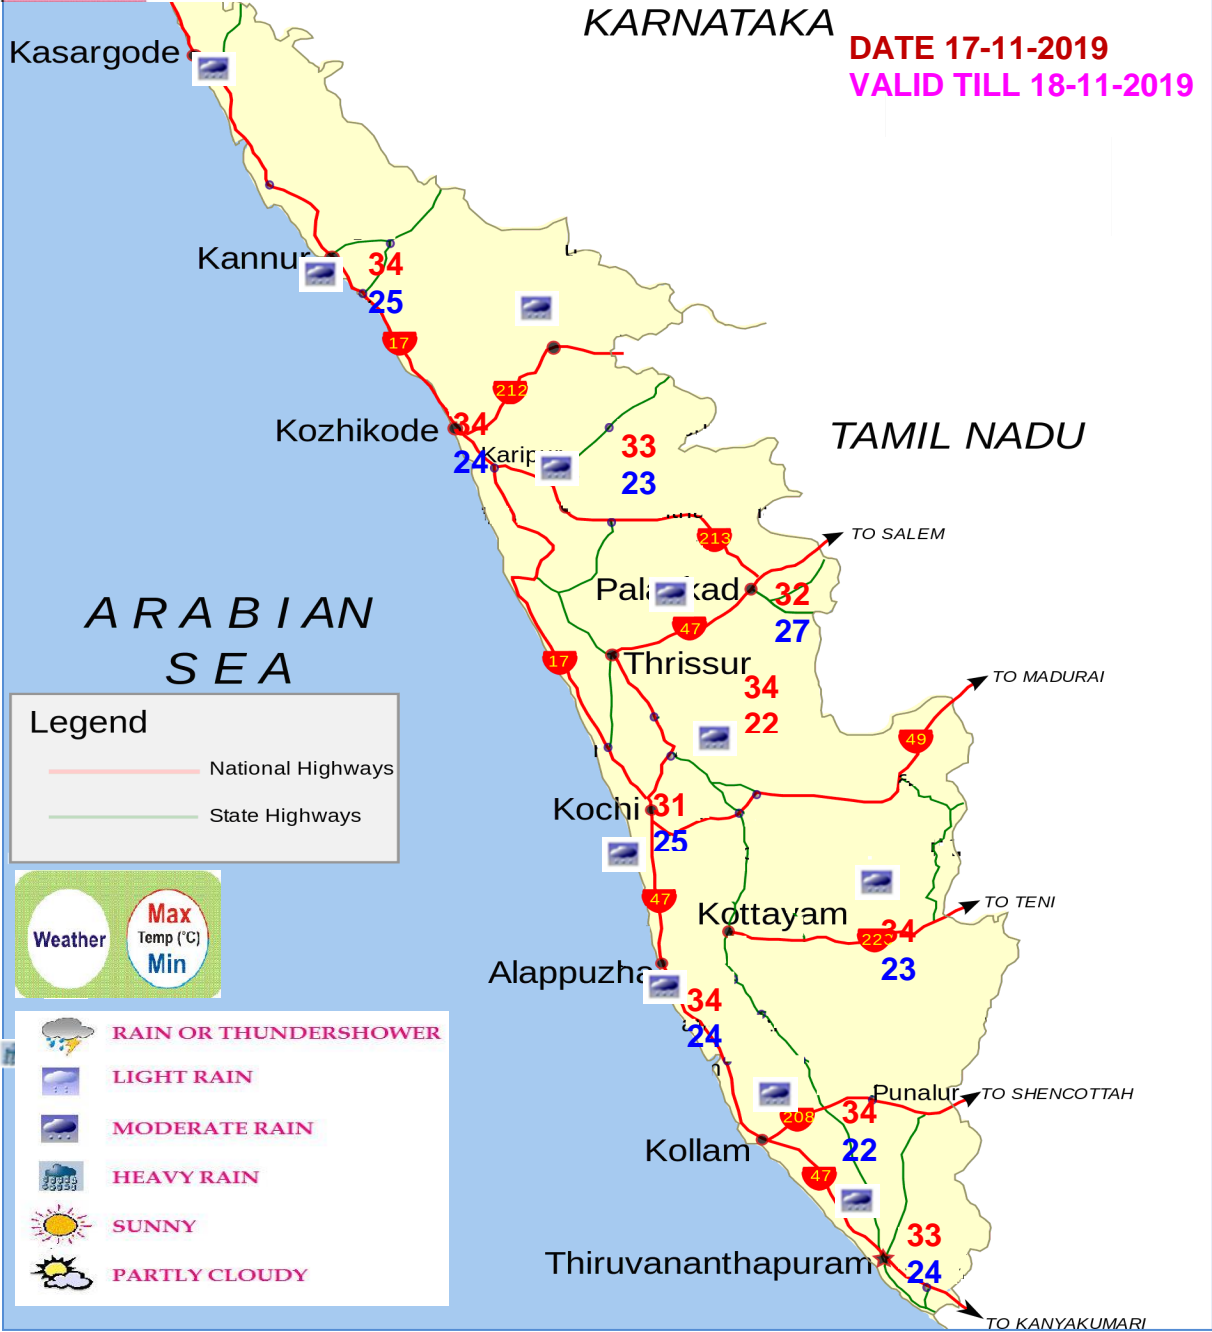 KARNATAKA
DATE 17-11-2019
VALID TILL 18-11-2019
Kasargode
Kannur
34
25
17
212
Kozhikode
34
24
33
23
TAMIL NADU
213
TO SALEM
32
27
47
ARABIAN
SEA
17
Thrissur
34
22
TO MADURAI
49
Legend
National Highways
State Highways
Kochi
31
25
47
Weather
Max
Temp (°C)
Min
Kottayam
TO TENI
34
23
Alappuzha
34
24
RAIN OR THUNDERSHOWER
LIGHT RAIN
MODERATE RAIN
HEAVY RAIN
SUNNY
PARTLY CLOUDY
Punalur
TO SHENCOTTAH
208
34
22
Kollam
47
33
24
Thiruvananthapuram
TO KANYAKUMARI